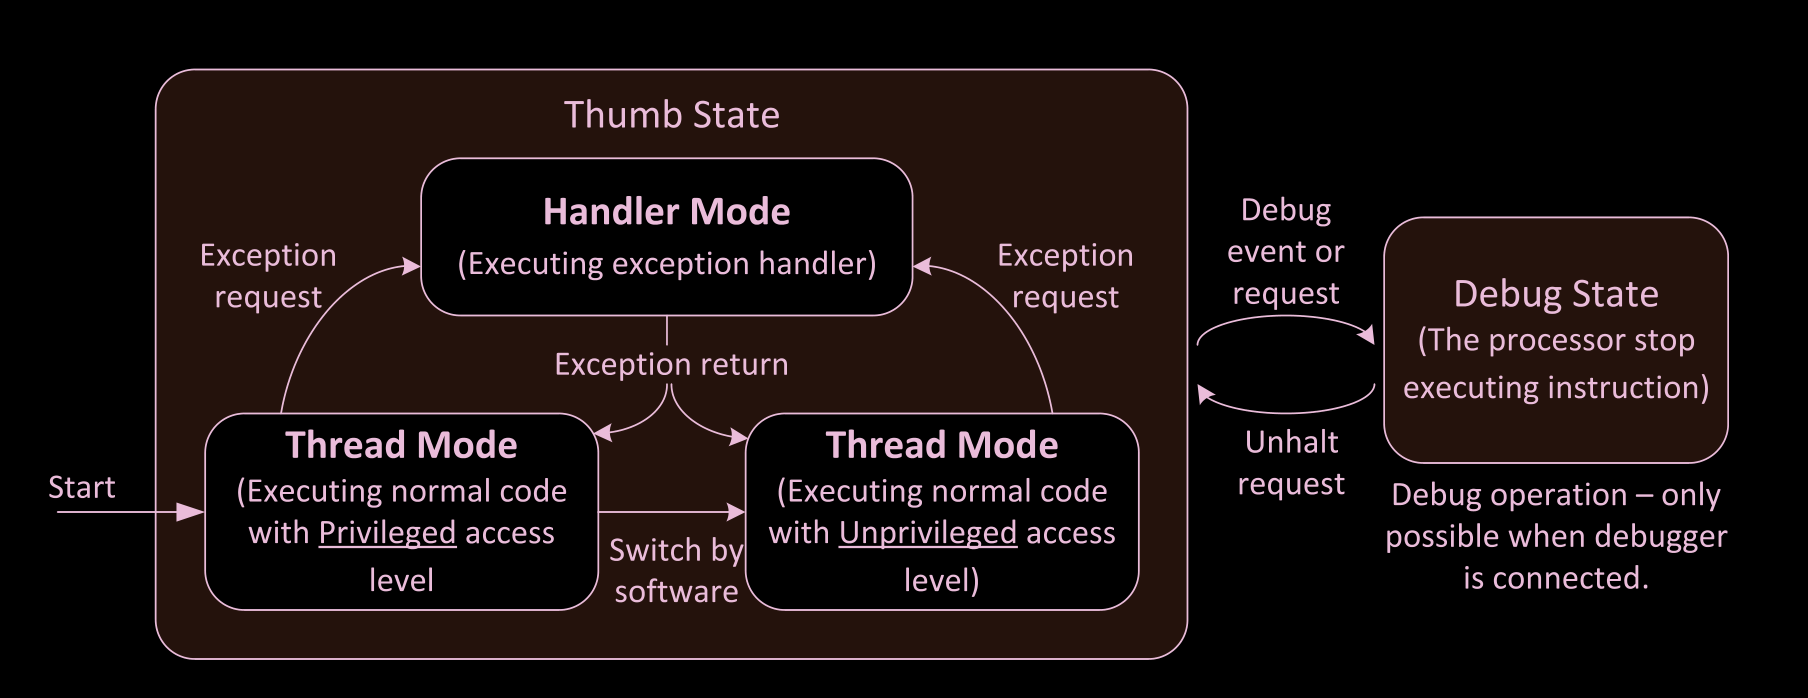 Thumb State
Handler Mode
(Executing exception handler)
Exception
request
Exception
request
Exception return
Start
Thread Mode
(Executing normal code
with Privileged access
level
Switch by
software
Thread Mode
(Executing normal code
with Unprivileged access
level)
Debug
event or
request
Unhalt
request
Debug State
(The processor stop
executing instruction)
Debug operation – only
possible when debugger
is connected.